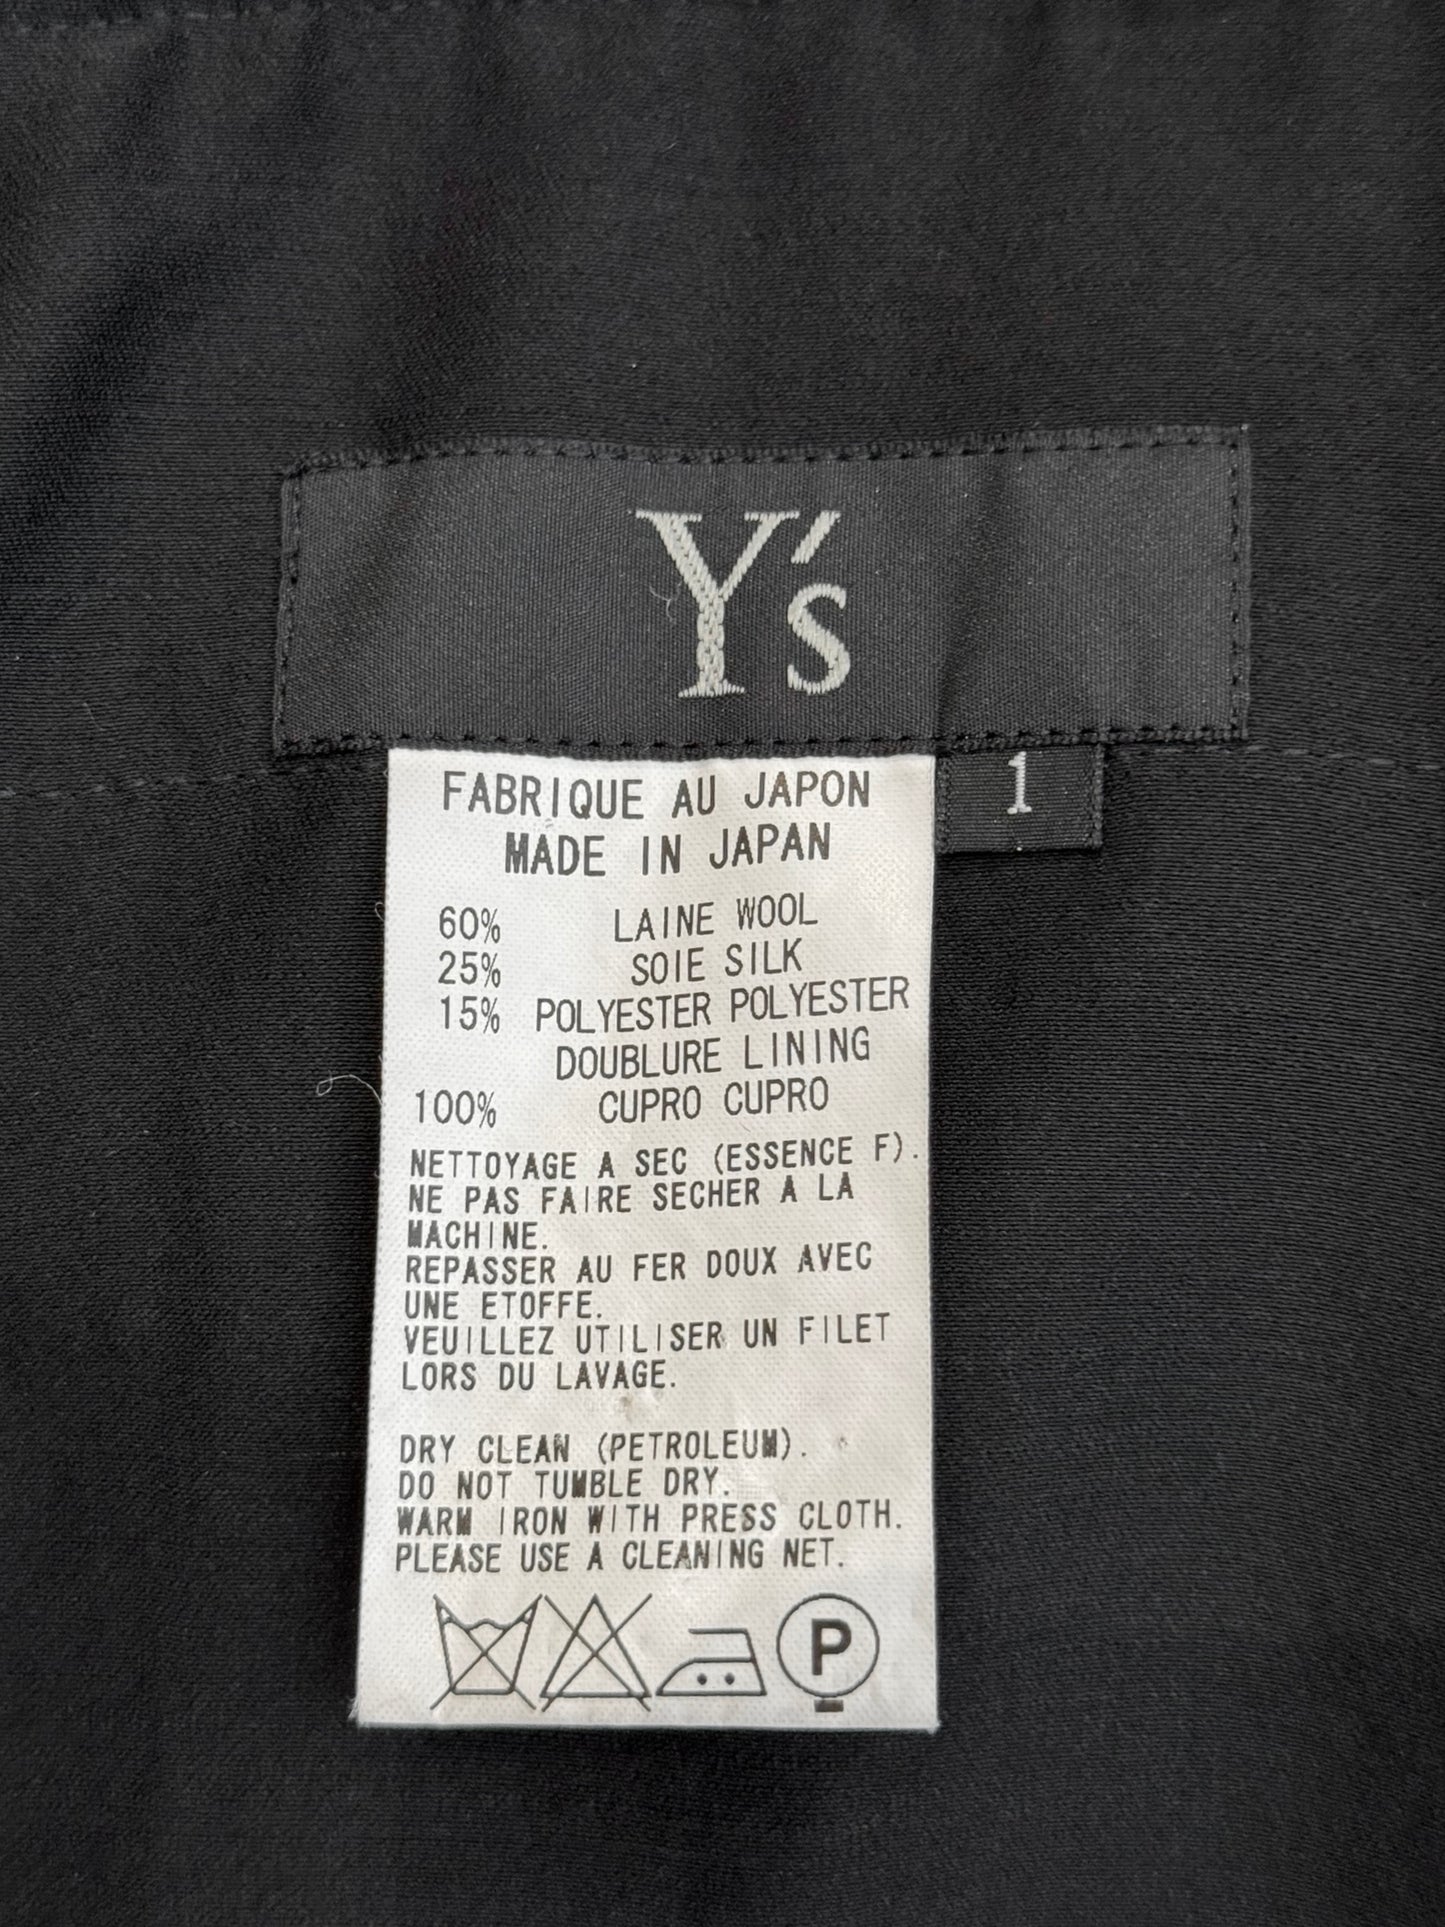 Y's
1
FABRIQUE AU JAPON
MADE IN JAPAN
60% LAINE WOOL
25% SOIE SILK
15% POLYESTER POLYESTER
DOUBLURE LINING
100% CUPRO CUPRO
NETTOYAGE A SEC (ESSENCE F).
NE PAS FAIRE SECHER A LA
MACHINE.
REPASSER AU FER DOUX AVEC
UNE ETOFFE.
VEUILLEZ UTILISER UN FILET
LORS DU LAVAGE.
DRY CLEAN (PETROLEUM).
DO NOT TUMBLE DRY.
WARM IRON WITH PRESS CLOTH.
PLEASE USE A CLEANING NET.
P